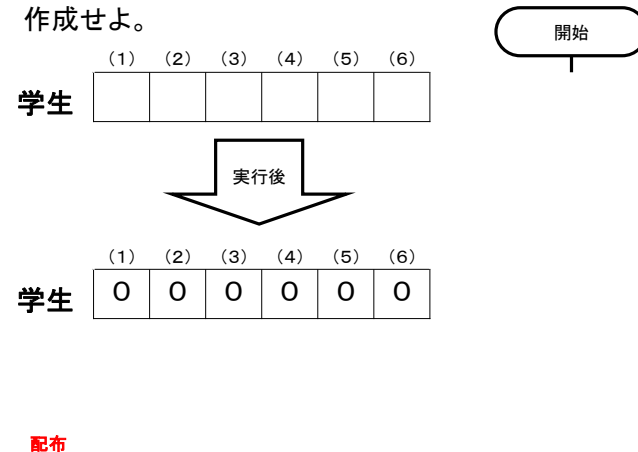 作成せよ。
開始
（1）（2）（3）（4）（5）（6）
学生
実行後
（1）（2）（3）（4）（5）（6）
学生 0 0 0 0 0 0
配布